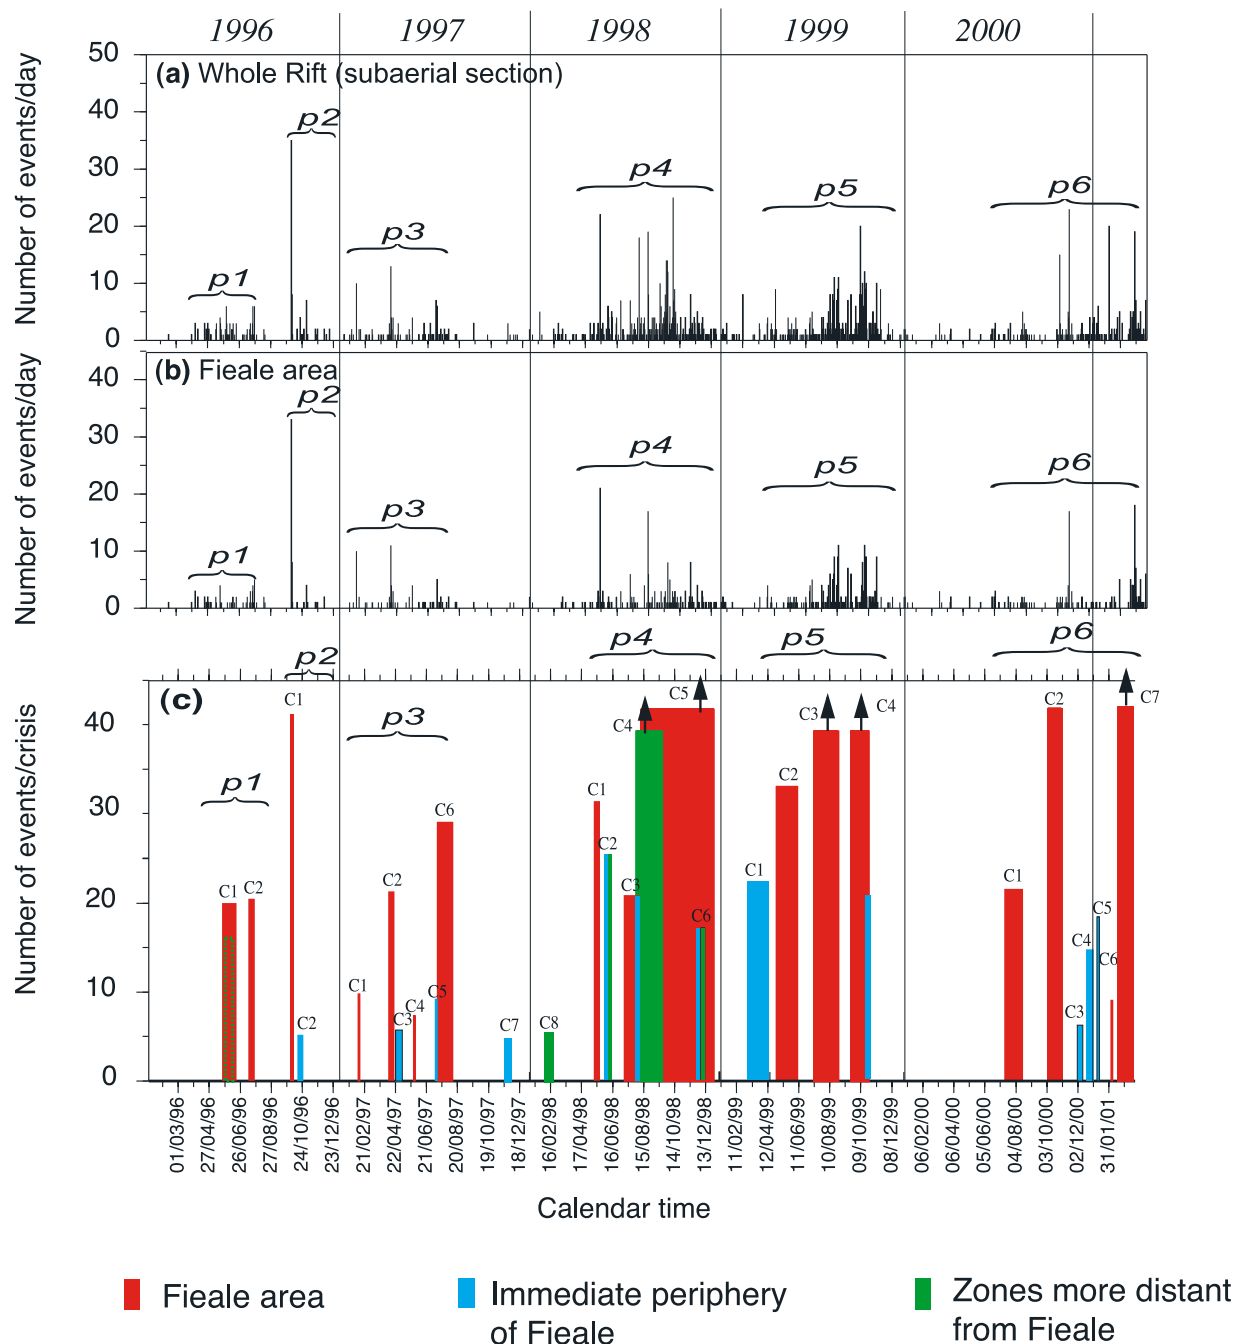 1996 1997 1998 1999 2000
(a) Whole Rift (subaerial section)
Number of events/day
50
40
30
20
10
0
p1 p2 p3 p4 p5 p6
(b) Fieale area
Number of events/day
40
30
20
10
0
p1 p2 p3 p4 p5 p6
(c)
Number of events/crisis
40
30
20
10
0
p1 p2 p3 p4 p5 p6
C1 C2
C1 C2
C1 C2 C3 C4 C5 C6 C7 C8
C1 C2 C3 C4 C5 C6
C1 C2 C3 C4
C1 C2 C3 C4 C5 C6 C7
01/03/96 27/04/96 26/06/96 27/08/96 24/10/96 23/12/96 21/02/97 22/04/97 21/06/97 20/08/97 19/10/97 18/12/97 16/02/98 17/04/98 16/06/98 15/08/98 14/10/98 13/12/98 11/02/99 12/04/99 11/06/99 10/08/99 09/10/99 08/12/99 06/02/00 06/04/00 05/06/00 04/08/00 03/10/00 02/12/00 31/01/01
Calendar time
Fieale area
Immediate periphery
of Fieale
Zones more distant
from Fieale